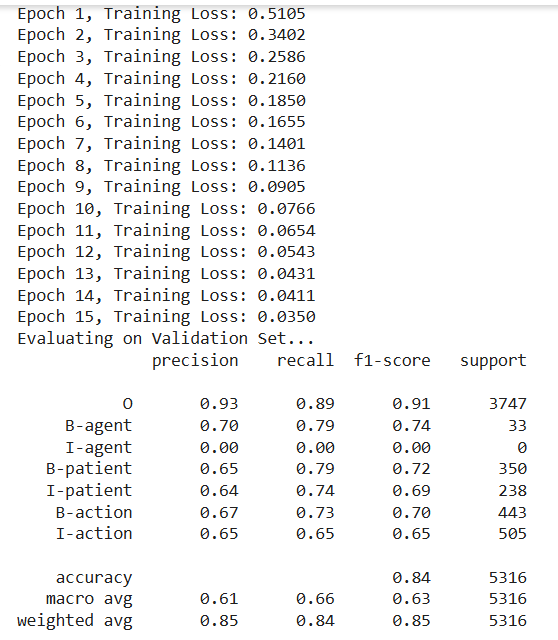 Epoch 1, Training Loss: 0.5105
Epoch 2, Training Loss: 0.3402
Epoch 3, Training Loss: 0.2586
Epoch 4, Training Loss: 0.2160
Epoch 5, Training Loss: 0.1850
Epoch 6, Training Loss: 0.1655
Epoch 7, Training Loss: 0.1401
Epoch 8, Training Loss: 0.1136
Epoch 9, Training Loss: 0.0905
Epoch 10, Training Loss: 0.0766
Epoch 11, Training Loss: 0.0654
Epoch 12, Training Loss: 0.0543
Epoch 13, Training Loss: 0.0431
Epoch 14, Training Loss: 0.0411
Epoch 15, Training Loss: 0.0350
Evaluating on Validation Set...
precision recall f1-score support
O 0.93 0.89 0.91 3747
B-agent 0.70 0.79 0.74 33
I-agent 0.00 0.00 0.00 0
B-patient 0.65 0.79 0.72 350
I-patient 0.64 0.74 0.69 238
B-action 0.67 0.73 0.70 443
I-action 0.65 0.65 0.65 505
accuracy 0.84 5316
macro avg 0.61 0.66 0.63 5316
weighted avg 0.85 0.84 0.85 5316